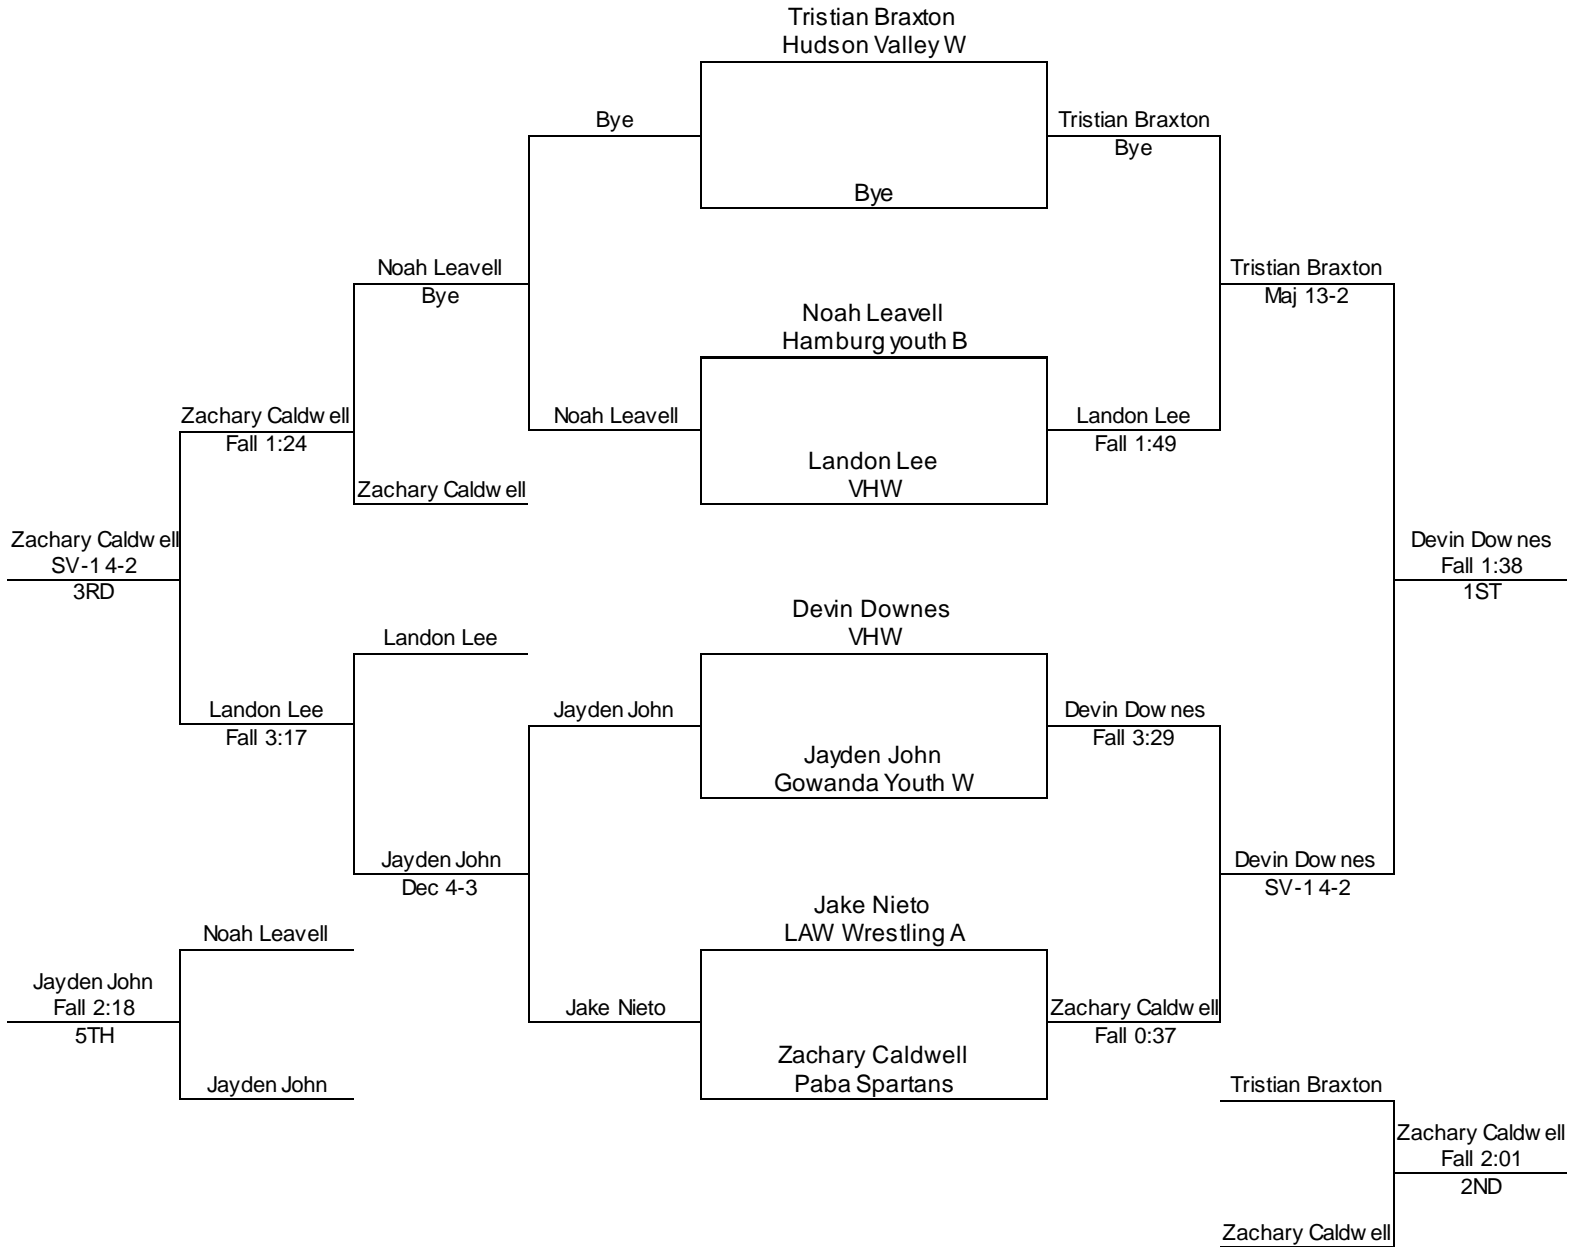 Tristian Braxton
Hudson Valley W
Bye
Tristian Braxton
Bye
Bye
Noah Leavell
Bye
Tristian Braxton
Maj 13-2
Noah Leavell
Hamburg youth B
Zachary Caldwell
Fall 1:24
Noah Leavell
Landon Lee
Fall 1:49
Landon Lee
VHW
Zachary Caldwell
Zachary Caldwell
SV-1 4-2
3RD
Devin Downes
Fall 1:38
1ST
Devin Downes
VHW
Landon Lee
Landon Lee
Fall 3:17
Jayden John
Devin Downes
Fall 3:29
Jayden John
Gowanda Youth W
Jayden John
Dec 4-3
Devin Downes
SV-1 4-2
Jake Nieto
LAW Wrestling A
Noah Leavell
Jayden John
Fall 2:18
5TH
Jake Nieto
Zachary Caldwell
Fall 0:37
Zachary Caldwell
Paba Spartans
Jayden John
Tristian Braxton
Zachary Caldwell
Fall 2:01
2ND
Zachary Caldwell